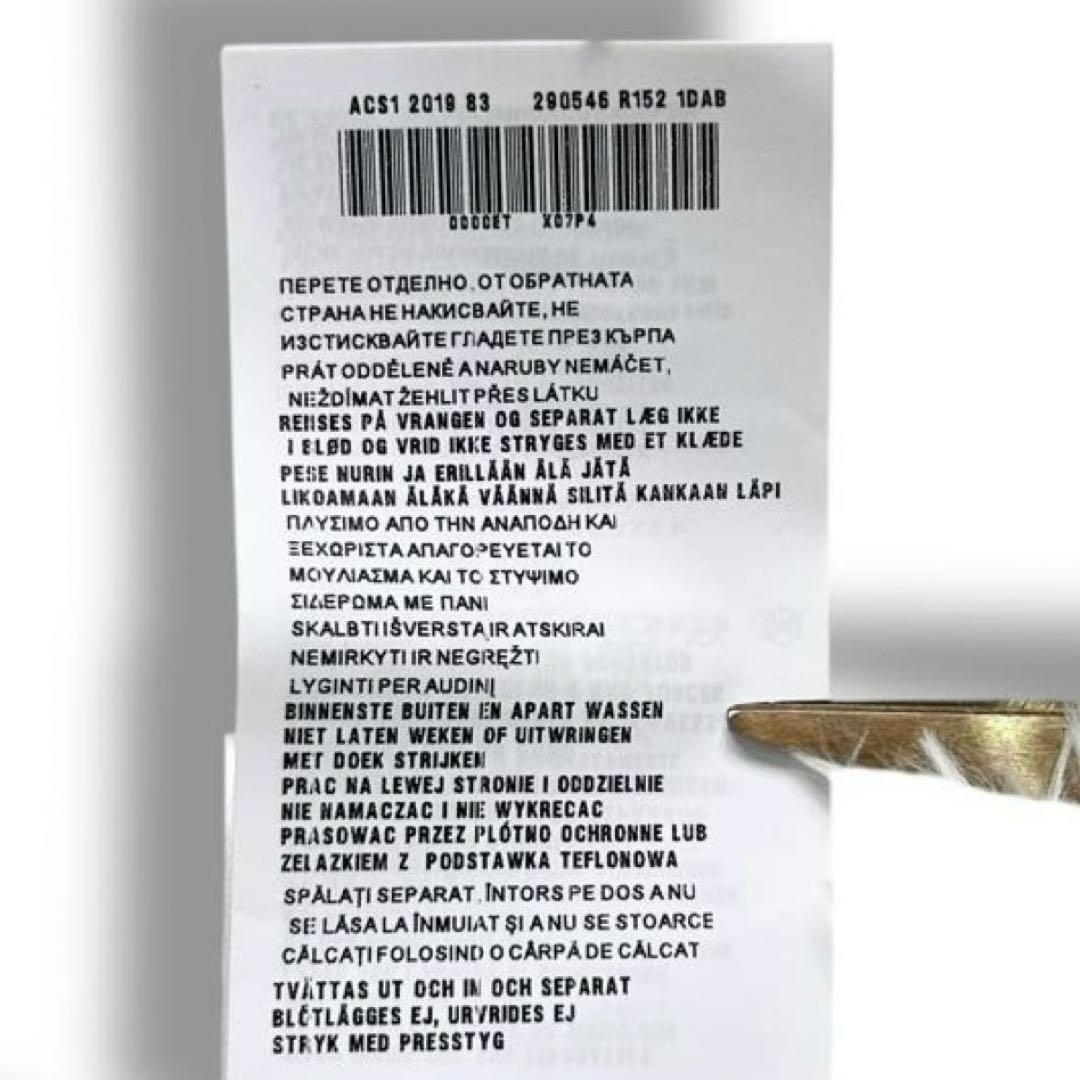 ACS1 2019 83 290546 R152 1DAB
000CET X07P4
ПЕРЕТЕ ОТДЕЛНО, ОТ ОБРАТНАТА
СТРАНА НЕ НАКИСВАЙТЕ, НЕ
ИЗСТИСКВАЙТЕ ГЛАДЕТЕ ПРЕЗ КЪРПА
PRÁT ODDĚLENĚ A NARUBY NEMÁČET,
NEŽDÍMAT ŽEHLIT PŘES LÁTKU
RENSES PÅ VRANGEN OG SEPARAT LÆG IKKE
I BLØD OG VRID IKKE STRYGES MED ET KLÆDE
PESE NURIN JA ERILLÄÄN ÄLÄ JÄTÄ
LIKOAMAAN ÄLÄKÄ VÄÄNNÄ SILITÄ KANKAAN LÄPI
ΠΛΥΣΙΜΟ ΑΠΟ ΤΗΝ ΑΝΑΠΟΔΗ ΚΑΙ
ΞΕΧΩΡΙΣΤΑ ΑΠΑΓΟΡΕΥΕΤΑΙ ΤΟ
ΜΟΥΛΙΑΣΜΑ ΚΑΙ ΤΟ ΣΤΥΨΙΜΟ
ΣΙΔΕΡΩΜΑ ΜΕ ΠΑΝΙ
SKALBTI IŠVERSTĄ IR ATSKIRAI
NEMIRKYTI IR NEGRĘŽTI
LYGINTI PER AUDINĮ
BINNENSTE BUITEN EN APART WASSEN
NIET LATEN WEKEN OF UITWRINGEN
MET DOEK STRIJKEN
PRAC NA LEWEJ STRONIE I ODDZIELNIE
NIE NAMACZAC I NIE WYKRECAC
PRASOWAC PRZEZ PLÓTNO OCHRONNE LUB
ZELAZKIEM Z PODSTAWKA TEFLONOWA
SPĂLAȚI SEPARAT, ÎNTORS PE DOS A NU
SE LĂSA LA ÎNMUIAT ȘI A NU SE STOARCE
CĂLCAȚI FOLOSIND O CÂRPĂ DE CĂLCAT
TVÄTTAS UT OCH IN OCH SEPARAT
BLÖTLÄGGES EJ, URVRIDES EJ
STRYK MED PRESSTYG